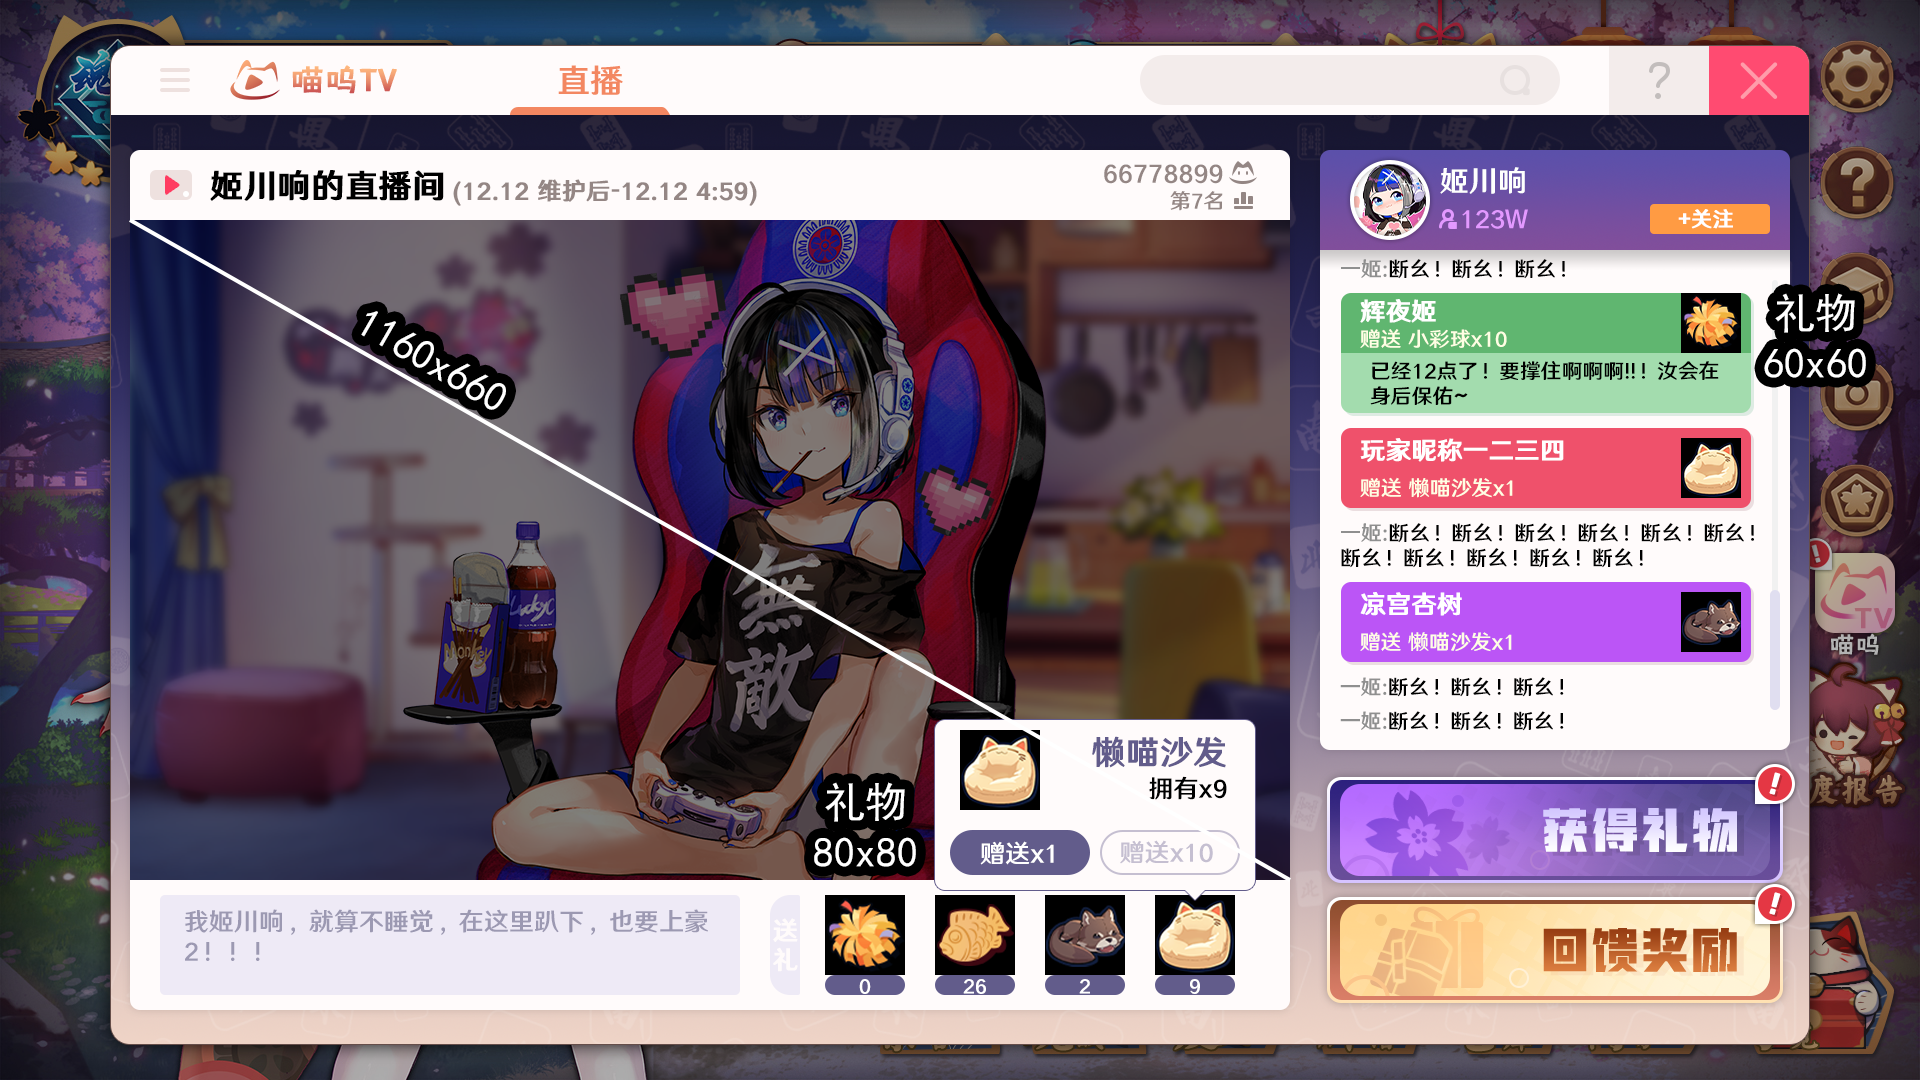 喵呜TV
直播
?
姬川响的直播间 (12.12 维护后-12.12 4:59)
66778899
第7名
1160x660
無敵
LuckyC
Monkey
礼物
80x80
懒喵沙发
拥有x9
赠送x1
赠送x10
我姬川响，就算不睡觉，在这里趴下，也要上豪
2！！！
送礼
0
26
2
9
姬川响
123W
+关注
一姬:断幺！断幺！断幺！
辉夜姬
赠送 小彩球x10
已经12点了！要撑住啊啊啊!!！汝会在
身后保佑~
礼物
60x60
玩家昵称一二三四
赠送 懒喵沙发x1
一姬:断幺！断幺！断幺！断幺！断幺！断幺！
断幺！断幺！断幺！断幺！断幺！
凉宫杏树
赠送 懒喵沙发x1
一姬:断幺！断幺！断幺！
一姬:断幺！断幺！断幺！
获得礼物
回馈奖励
?
TV
喵呜
度报告